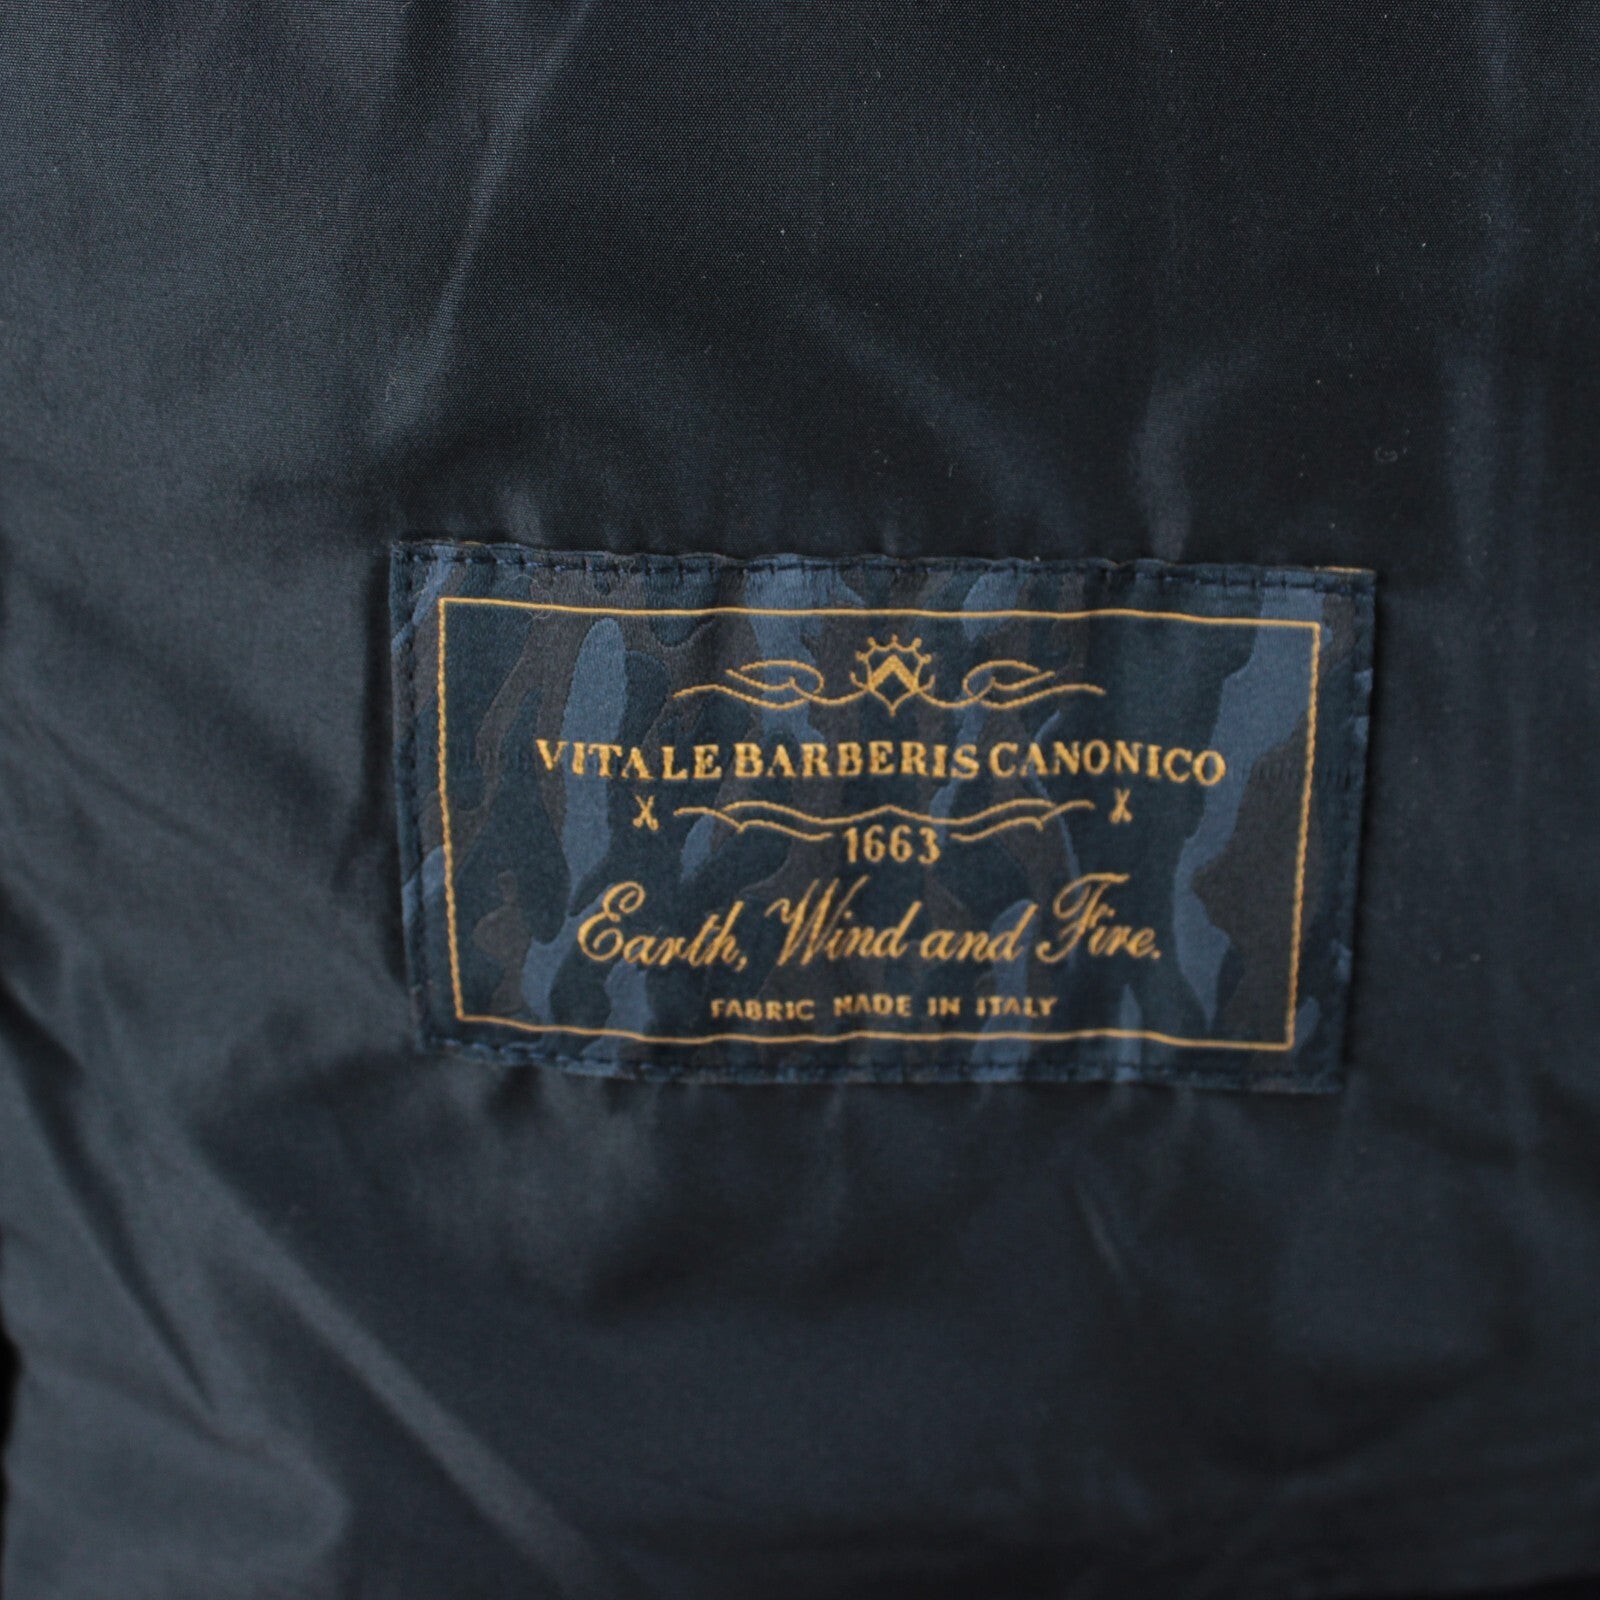 VITALE BARBERIS CANONICO
1663
Earth, Wind and Fire.
FABRIC MADE IN ITALY